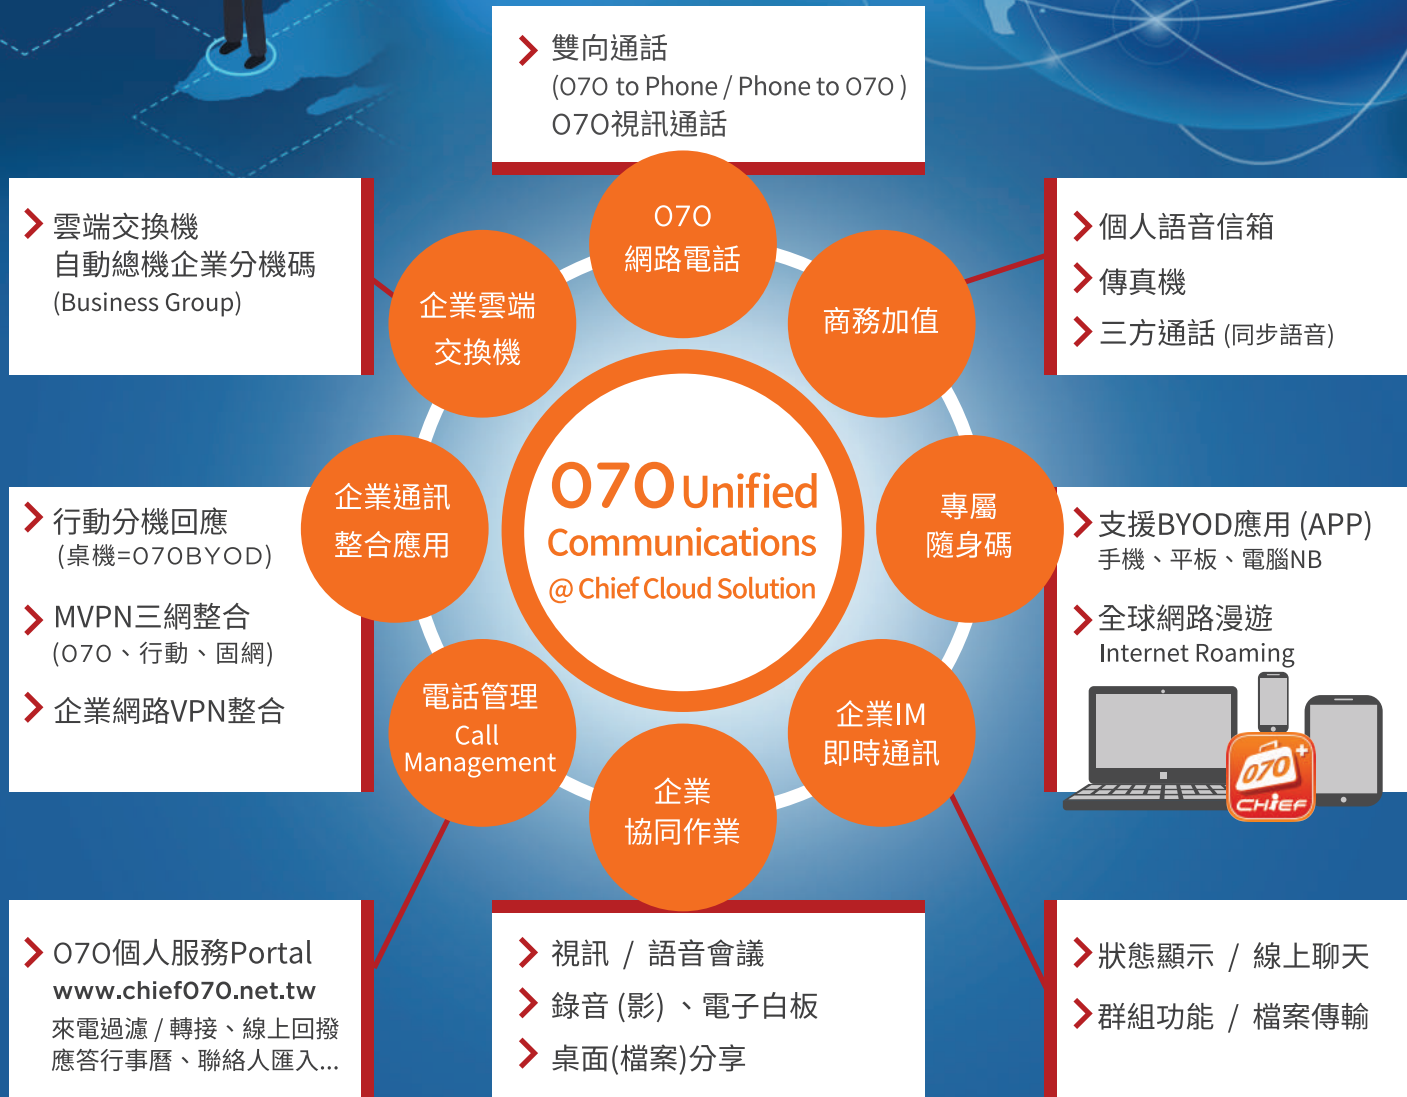 雙向通話
(070 to Phone / Phone to 070 )
070視訊通話
雲端交換機
自動總機企業分機碼
(Business Group)
070
網路電話
個人語音信箱
傳真機
三方通話 (同步語音)
企業雲端
交換機
商務加值
070 Unified
Communications
@ Chief Cloud Solution
行動分機回應
(桌機=070BYOD)
MVPN三網整合
(070、行動、固網)
企業網路VPN整合
企業通訊
整合應用
專屬
隨身碼
支援BYOD應用 (APP)
手機、平板、電腦NB
全球網路漫遊
Internet Roaming
070+
CHIEF
電話管理
Call
Management
企業IM
即時通訊
企業
協同作業
070個人服務Portal
www.chief070.net.tw
來電過濾 / 轉接、線上回撥
應答行事曆、聯絡人匯入...
視訊 / 語音會議
錄音 (影) 、電子白板
桌面(檔案)分享
狀態顯示 / 線上聊天
群組功能 / 檔案傳輸